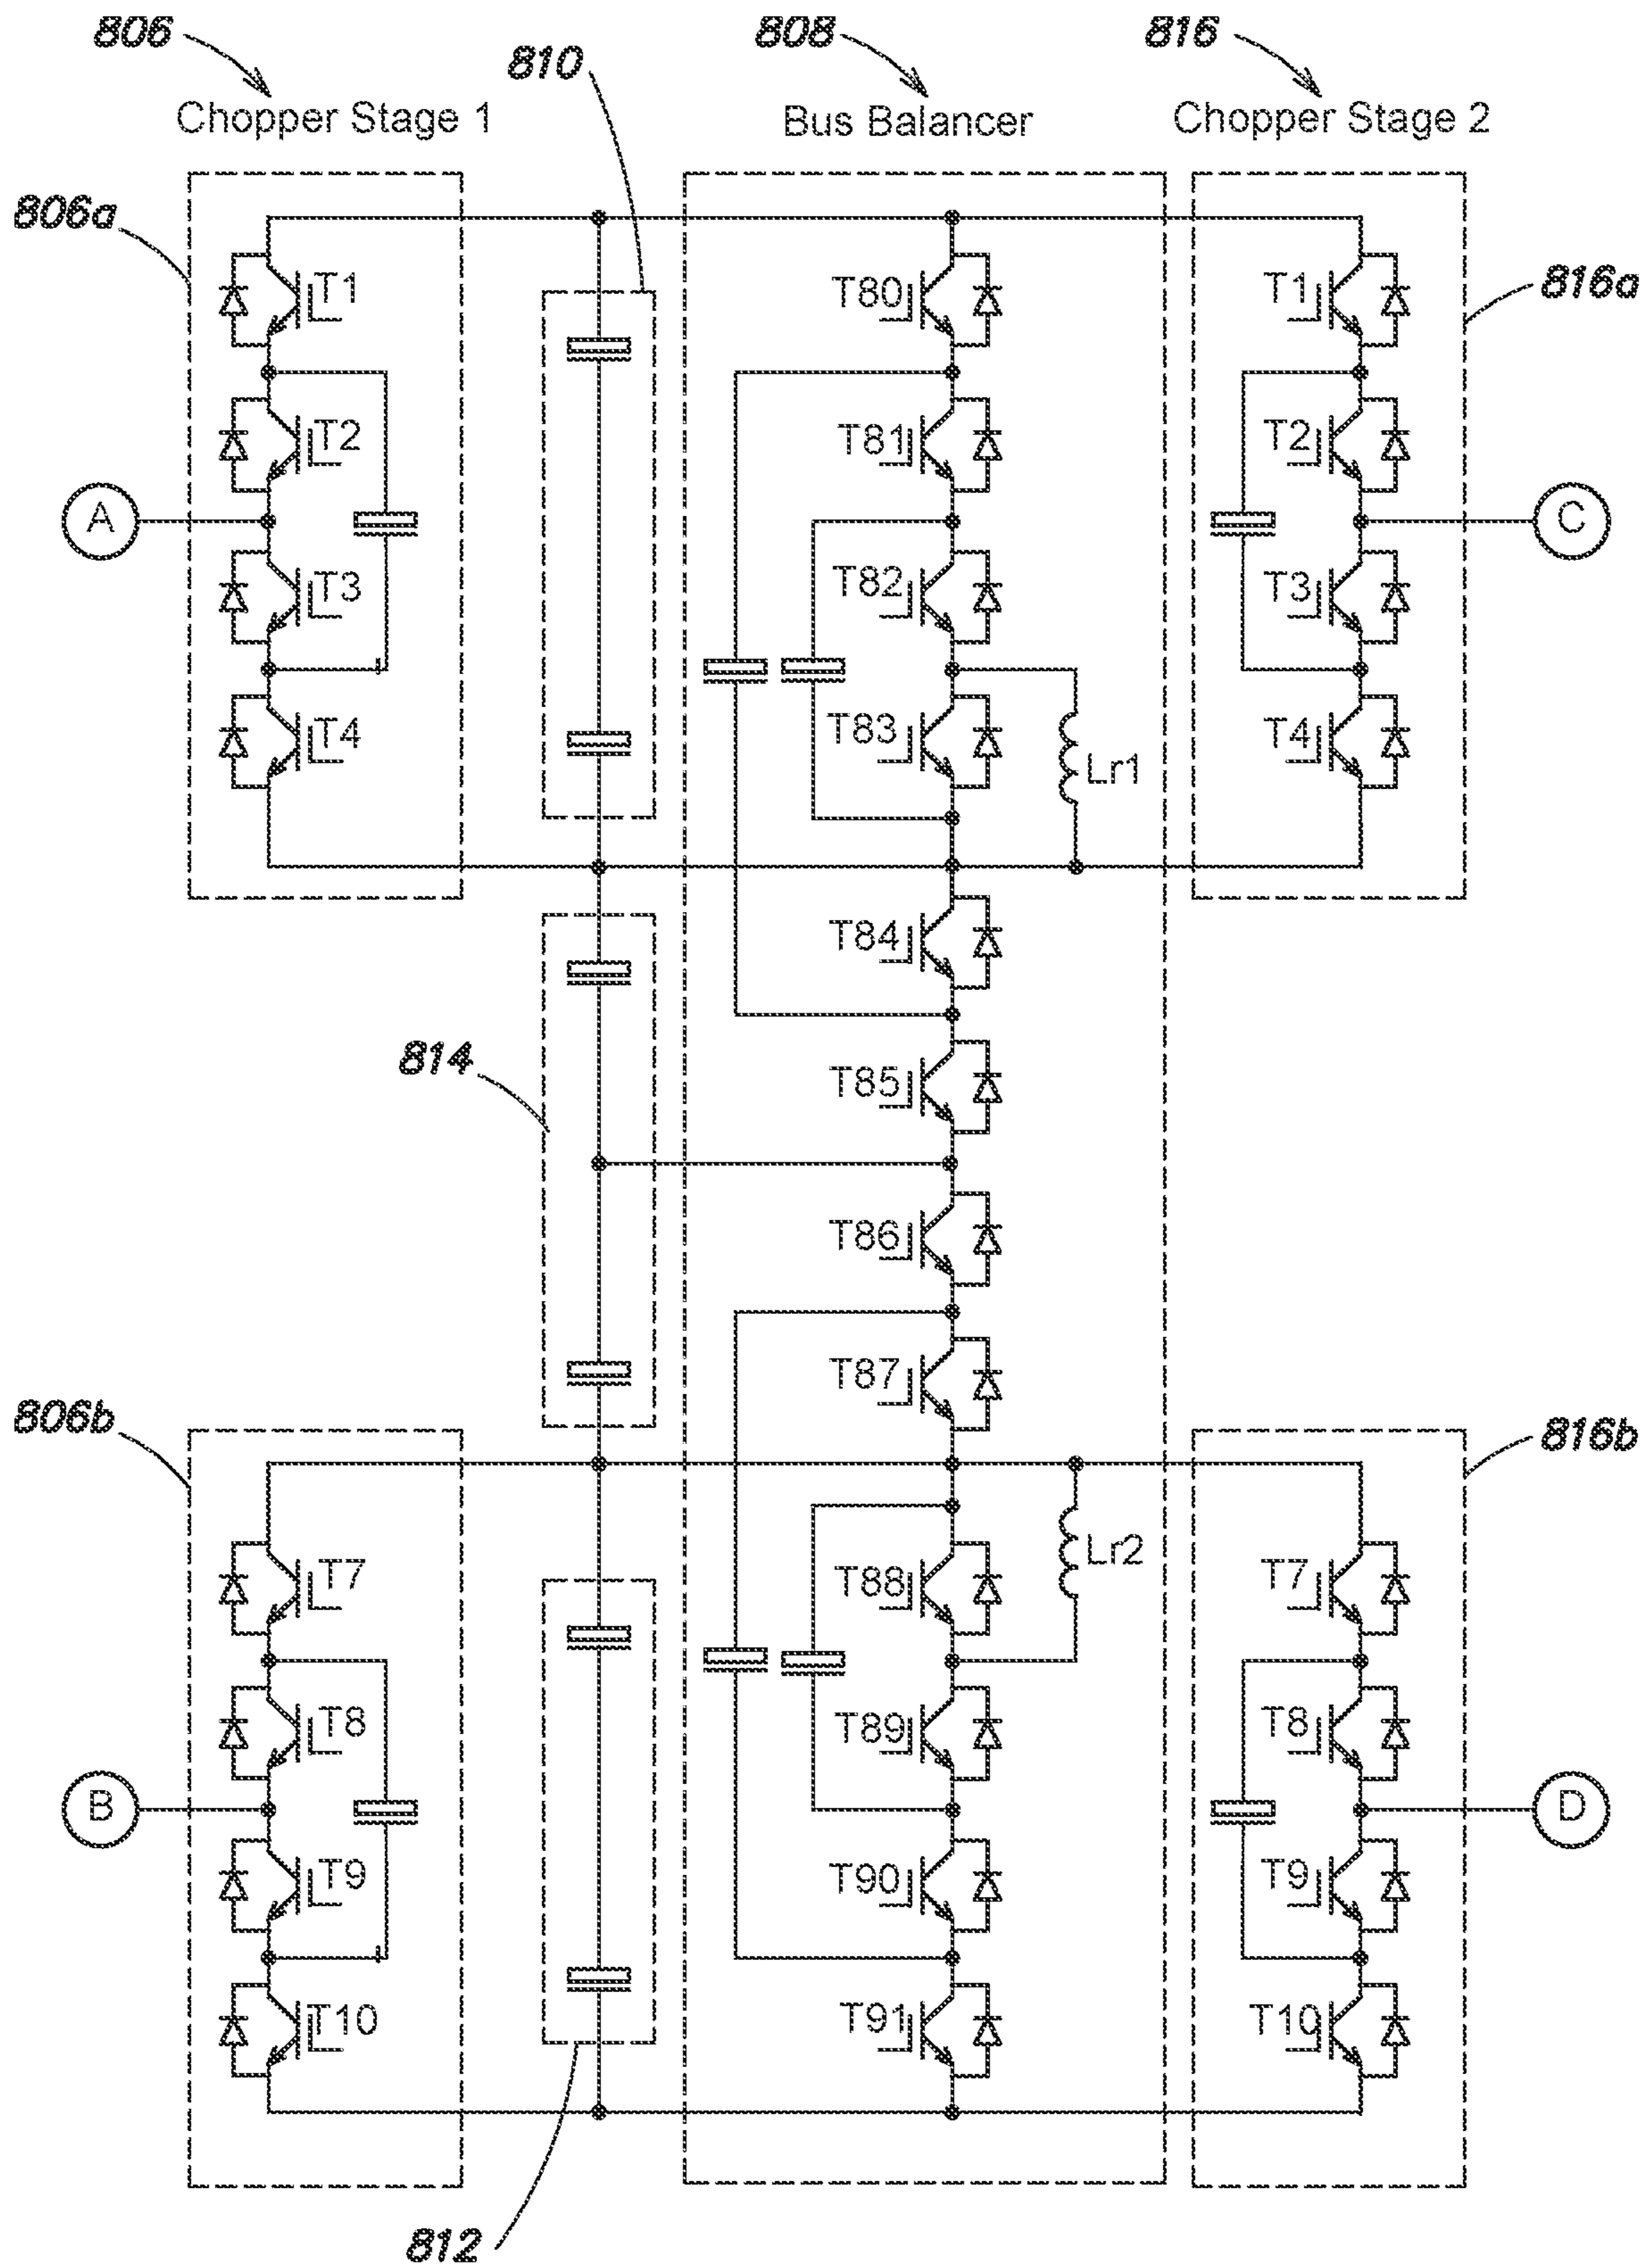 806
810
808
816
Chopper Stage 1
Bus Balancer
Chopper Stage 2
806a
816a
T1
T80
T1
T2
T81
T2
A
C
T3
T82
T3
T4
T83
Lr1
T4
T84
814
T85
T86
T87
806b
816b
T7
T88
Lr2
T7
T8
T89
T8
B
D
T9
T90
T9
T10
T91
T10
812